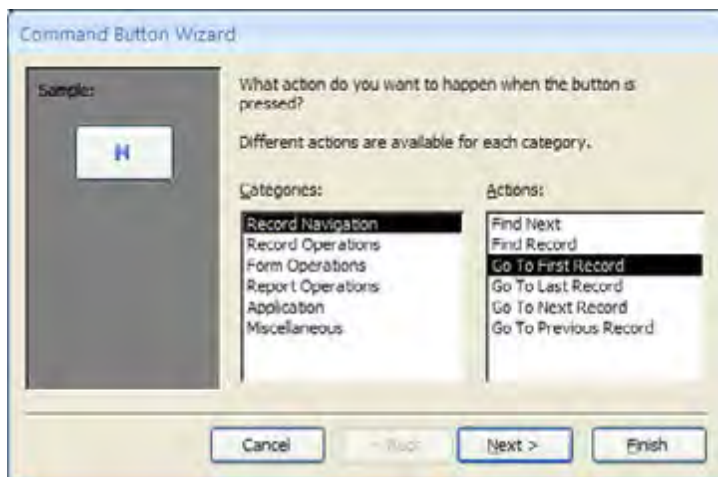 Command Button Wizard
Sample:
What action do you want to happen when the button is
pressed?
Different actions are available for each category.
Categories:
Actions:
Record Navigation
Record Operations
Form Operations
Report Operations
Application
Miscellaneous
Find Next
Find Record
Go To First Record
Go To Last Record
Go To Next Record
Go To Previous Record
Cancel
< Back
Next >
Finish